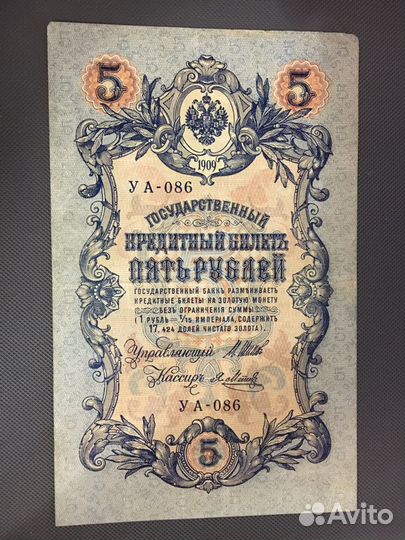 5 5
1909
УА-086
ГОСУДАРСТВЕННЫЙ
КРЕДИТНЫЙ БИЛЕТЪ
ПЯТЬ РУБЛЕЙ
ГОСУДАРСТВЕННЫЙ БАНКЪ РАЗМѢНИВАЕТЪ
КРЕДИТНЫЕ БИЛЕТЫ НА ЗОЛОТУЮ МОНЕТУ
БЕЗЪ ОГРАНИЧЕНІЯ СУММЫ
(1 РУБЛЬ = 1/15 ИМПЕРІАЛА, СОДЕРЖИТЪ
17,424 ДОЛЕЙ ЧИСТАГО ЗОЛОТА).
Управляющій
Кассиръ
УА-086
5
Avito